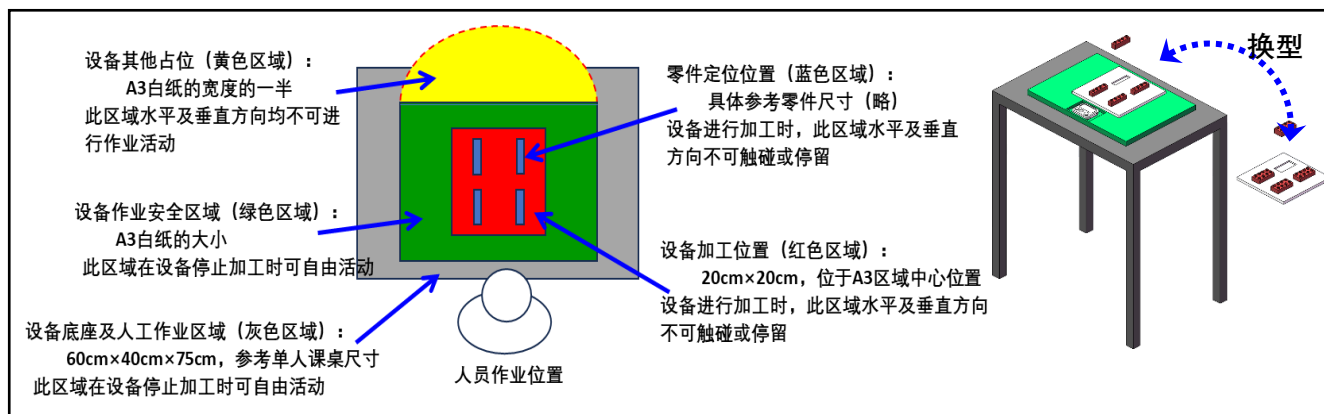 设备其他占位（黄色区域）：
A3白纸的宽度的一半
此区域水平及垂直方向均不可进
行作业活动
设备作业安全区域（绿色区域）：
A3白纸的大小
此区域在设备停止加工时可自由活动
设备底座及人工作业区域（灰色区域）：
60cm×40cm×75cm，参考单人课桌尺寸
此区域在设备停止加工时可自由活动
人员作业位置
零件定位位置（蓝色区域）：
具体参考零件尺寸（略）
设备进行加工时，此区域水平及垂直
方向不可触碰或停留
设备加工位置（红色区域）：
20cm×20cm，位于A3区域中心位置
设备进行加工时，此区域水平及垂直方向
不可触碰或停留
换型